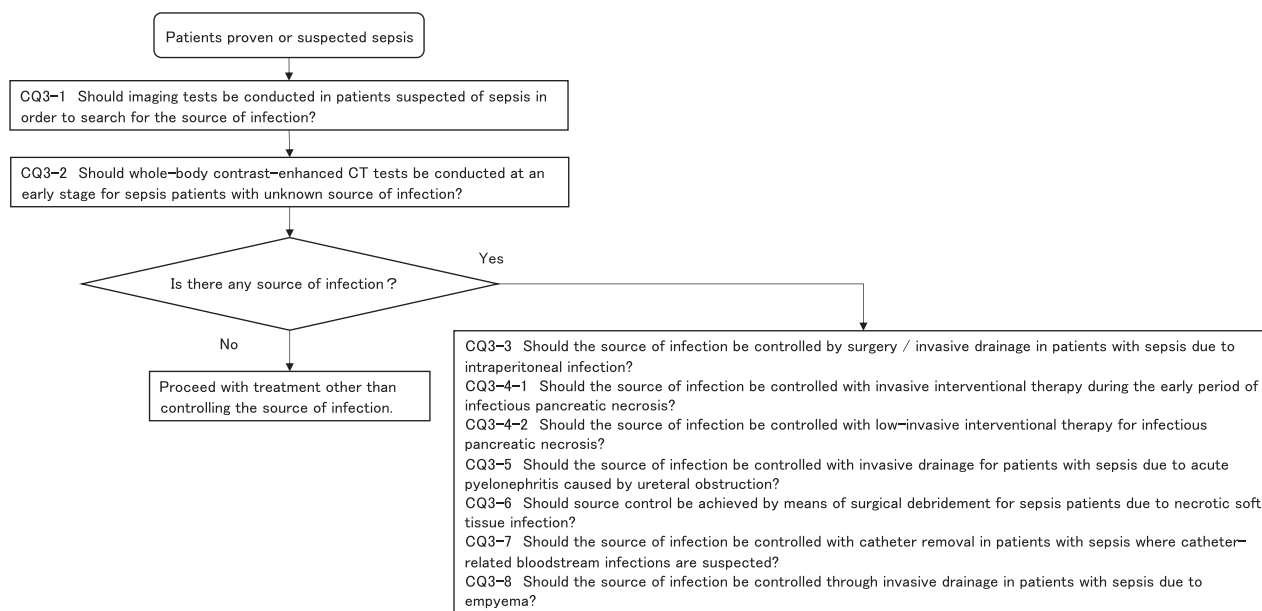 Patients proven or suspected sepsis
CQ3-1 Should imaging tests be conducted in patients suspected of sepsis in
order to search for the source of infection?
CQ3-2 Should whole-body contrast-enhanced CT tests be conducted at an
early stage for sepsis patients with unknown source of infection?
Is there any source of infection?
Yes
No
Proceed with treatment other than
controlling the source of infection.
CQ3-3 Should the source of infection be controlled by surgery / invasive drainage in patients with sepsis due to
intraperitoneal infection?
CQ3-4-1 Should the source of infection be controlled with invasive interventional therapy during the early period of
infectious pancreatic necrosis?
CQ3-4-2 Should the source of infection be controlled with low-invasive interventional therapy for infectious
pancreatic necrosis?
CQ3-5 Should the source of infection be controlled with invasive drainage for patients with sepsis due to acute
pyelonephritis caused by ureteral obstruction?
CQ3-6 Should source control be achieved by means of surgical debridement for sepsis patients due to necrotic soft
tissue infection?
CQ3-7 Should the source of infection be controlled with catheter removal in patients with sepsis where catheter-
related bloodstream infections are suspected?
CQ3-8 Should the source of infection be controlled through invasive drainage in patients with sepsis due to
empyema?